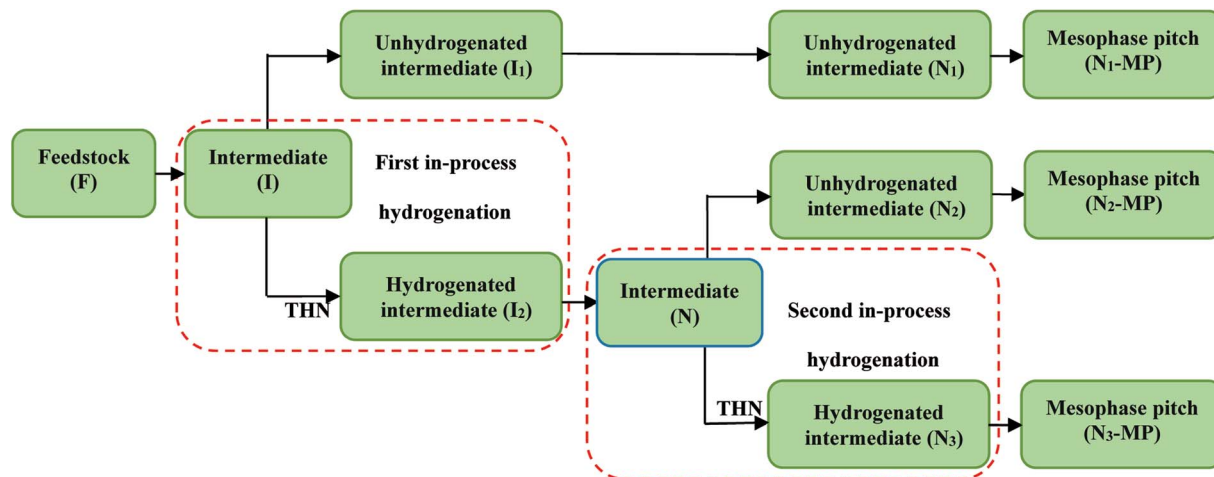 Unhydrogenated
intermediate (I₁)
Unhydrogenated
intermediate (N₁)
Mesophase pitch
(N₁-MP)
Feedstock
(F)
Intermediate
(I)
First in-process
hydrogenation
Unhydrogenated
intermediate (N₂)
Mesophase pitch
(N₂-MP)
THN
Hydrogenated
intermediate (I₂)
Intermediate
(N)
Second in-process
hydrogenation
THN
Hydrogenated
intermediate (N₃)
Mesophase pitch
(N₃-MP)